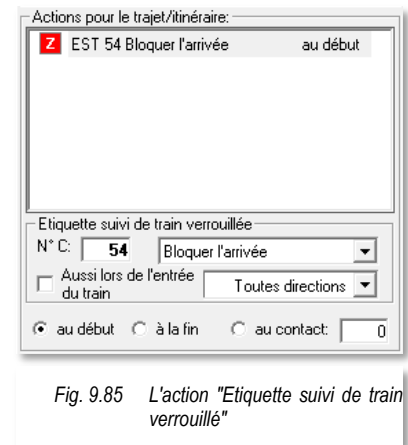 Actions pour le trajet/itinéraire:
Z EST 54 Bloquer l'arrivée au début
Etiquette suivi de train verrouillée
N° C: 54 Bloquer l'arrivée
Aussi lors de l'entrée du train Toutes directions
au début à la fin au contact: 0
Fig. 9.85 L'action "Etiquette suivi de train
verrouillé"